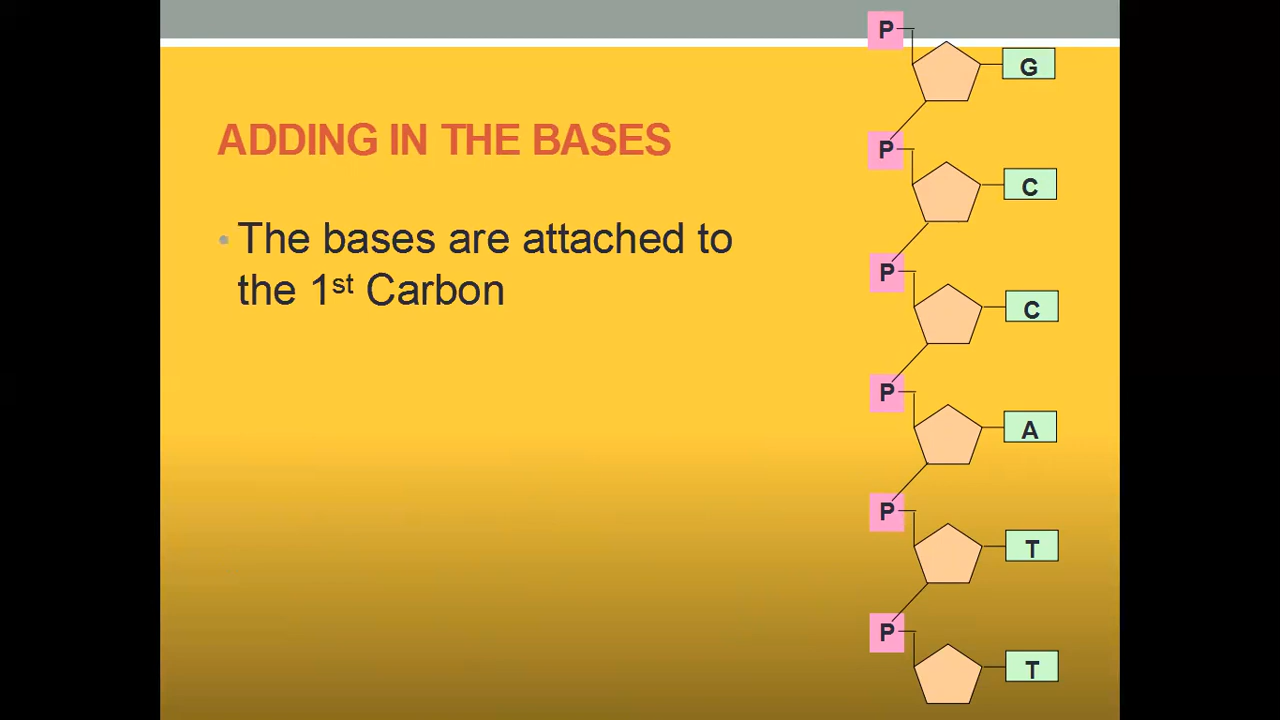 ADDING IN THE BASES
The bases are attached to
the 1st Carbon
P
G
P
C
P
C
P
A
P
T
P
T